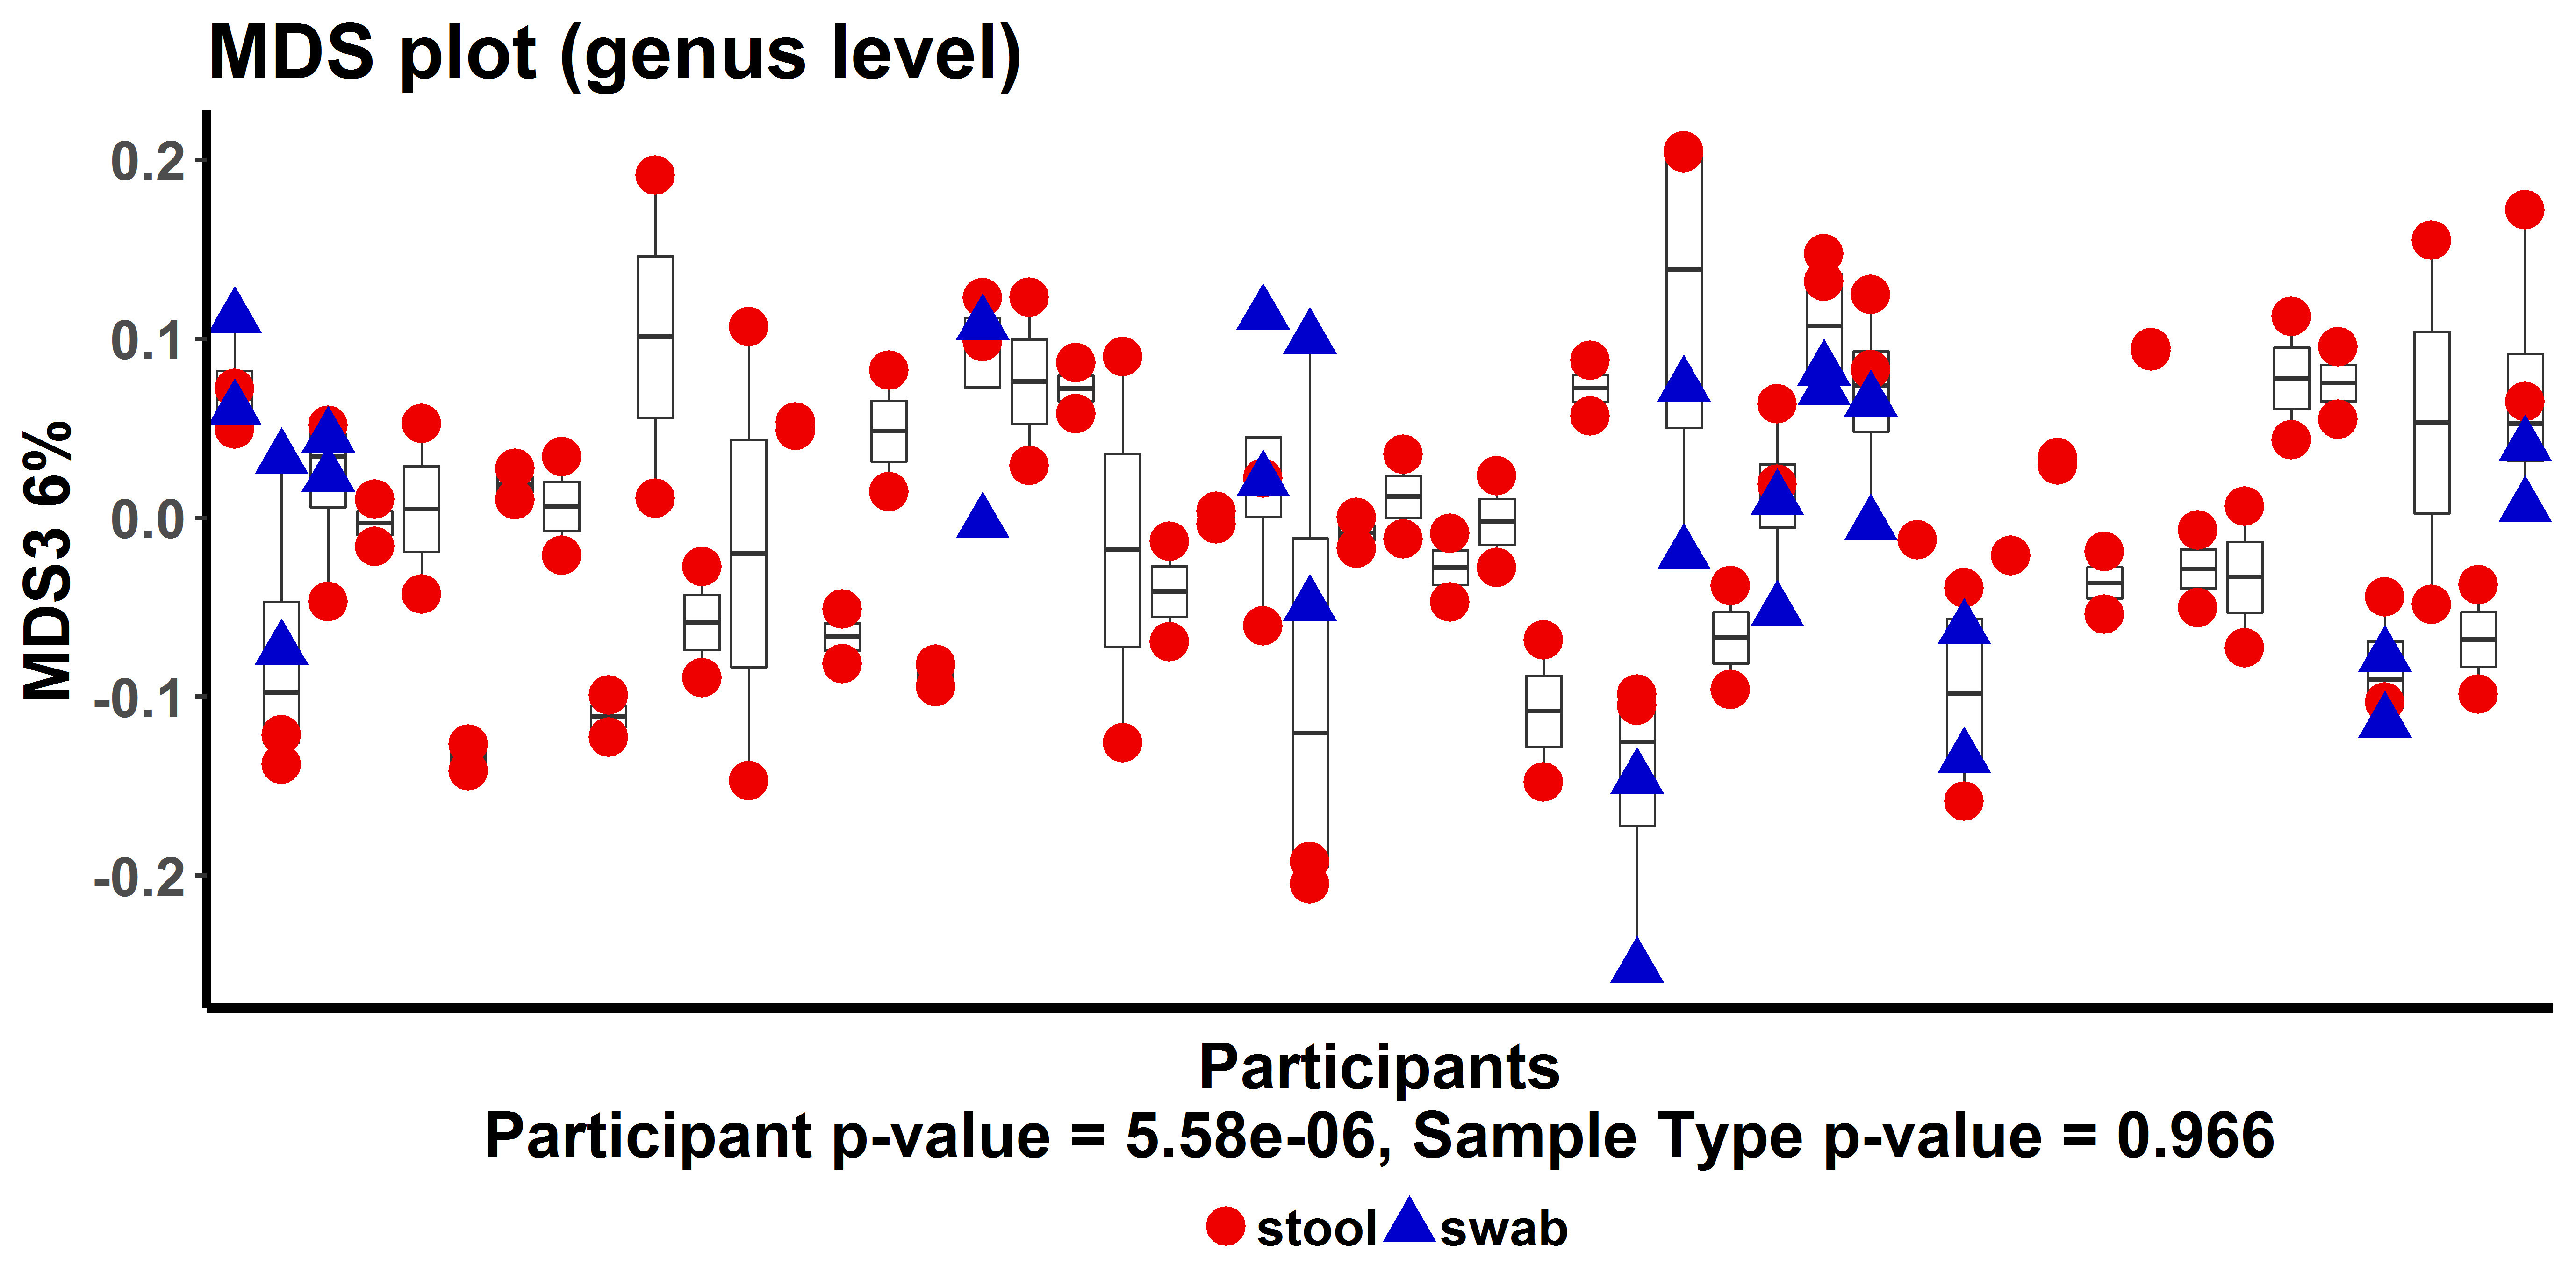 MDS plot (genus level)
MDS3 6%
0.2
0.1
0.0
-0.1
-0.2
Participants
Participant p-value = 5.58e-06, Sample Type p-value = 0.966
stool swab